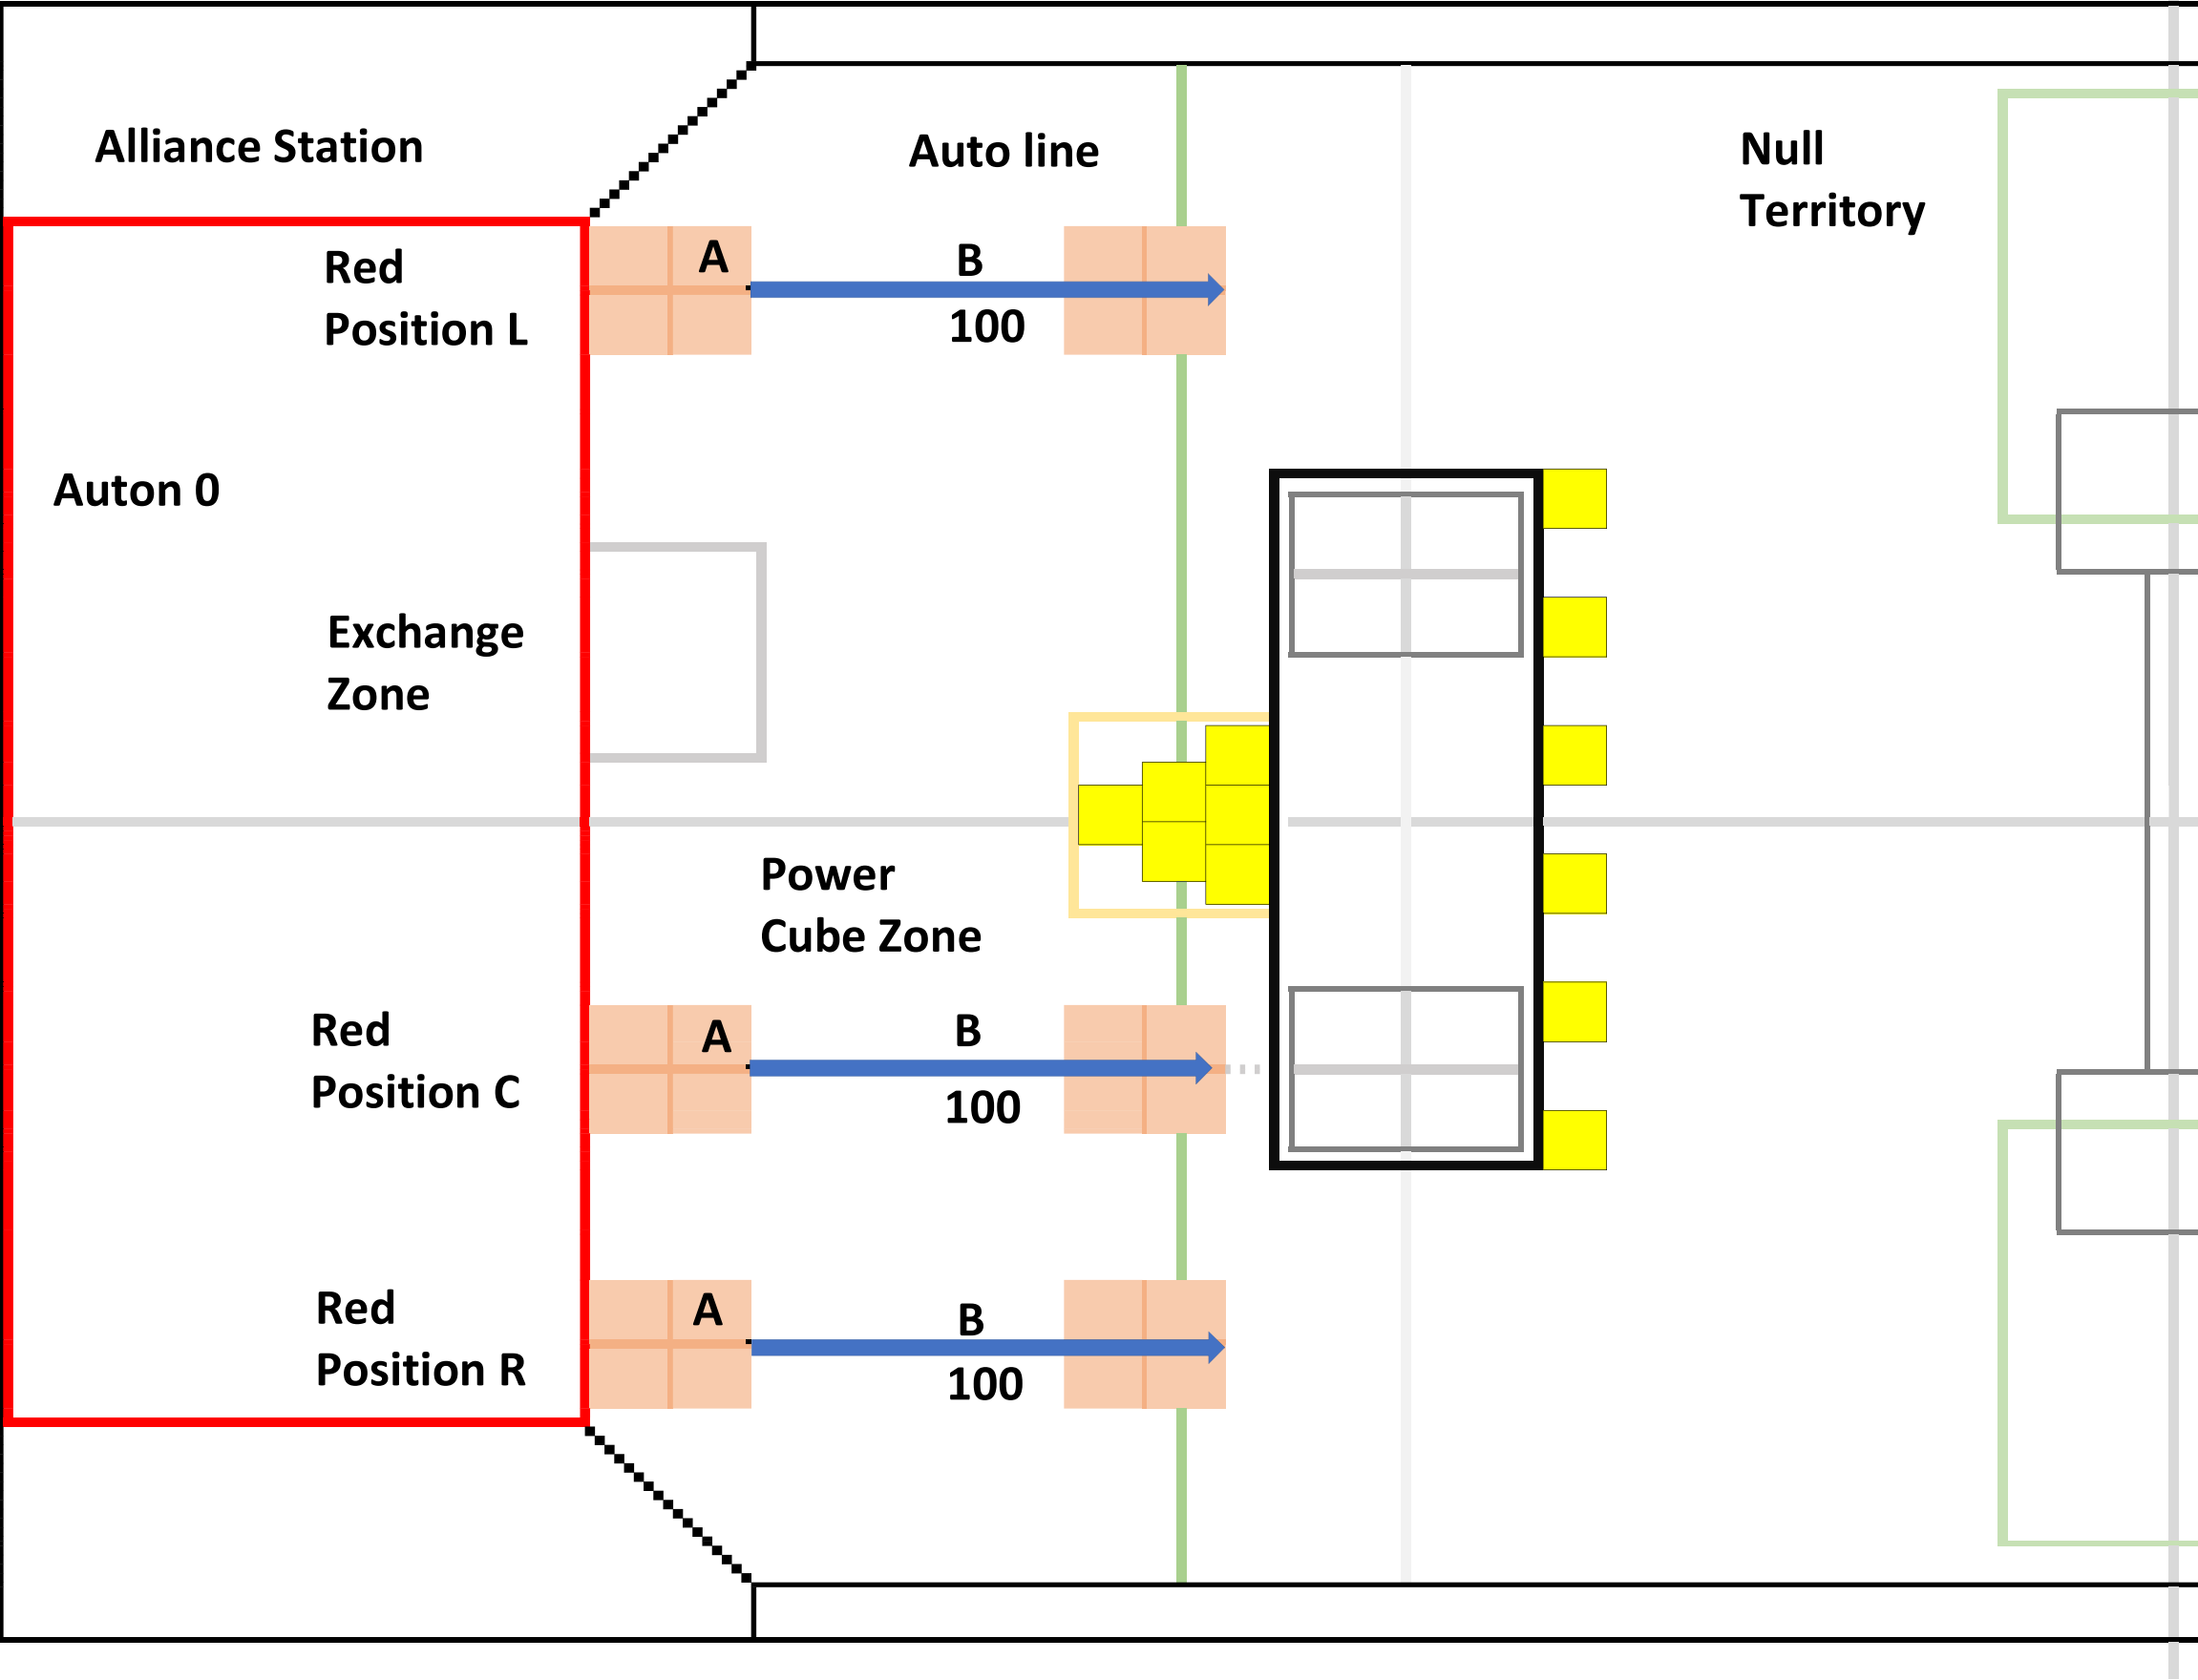 Alliance Station
Auto line
Null
Territory
Red
Position L
A
B
100
Auton 0
Exchange
Zone
Power
Cube Zone
Red
Position C
A
B
100
Red
Position R
A
B
100